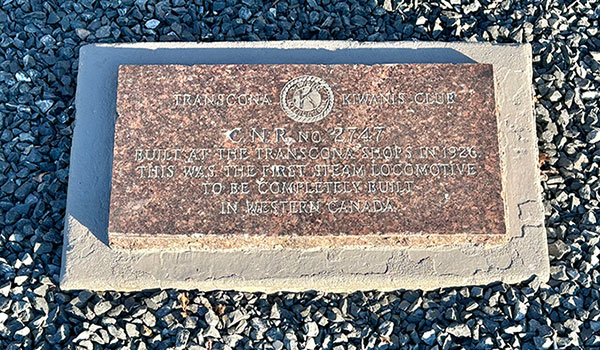 TRANSCONA K KIWANIS CLUB
C.N.R. NO. 2747
BUILT AT THE TRANSCONA SHOPS IN 1926.
THIS WAS THE FIRST STEAM LOCOMOTIVE
TO BE COMPLETELY BUILT
IN WESTERN CANADA.